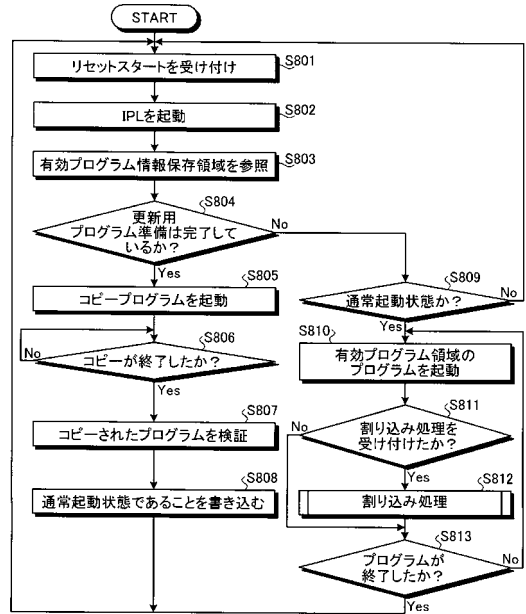 START
リセットスタートを受け付け
S801
IPLを起動
S802
有効プログラム情報保存領域を参照
S803
更新用
プログラム準備は完了して
いるか？
S804
No
Yes
コピープログラムを起動
S805
コピーが終了したか？
S806
No
Yes
コピーされたプログラムを検証
S807
通常起動状態であることを書き込む
S808
通常起動状態か？
S809
No
Yes
S810
有効プログラム領域の
プログラムを起動
割り込み処理を
受け付けたか？
S811
No
Yes
割り込み処理
S812
プログラムが
終了したか？
S813
No
Yes